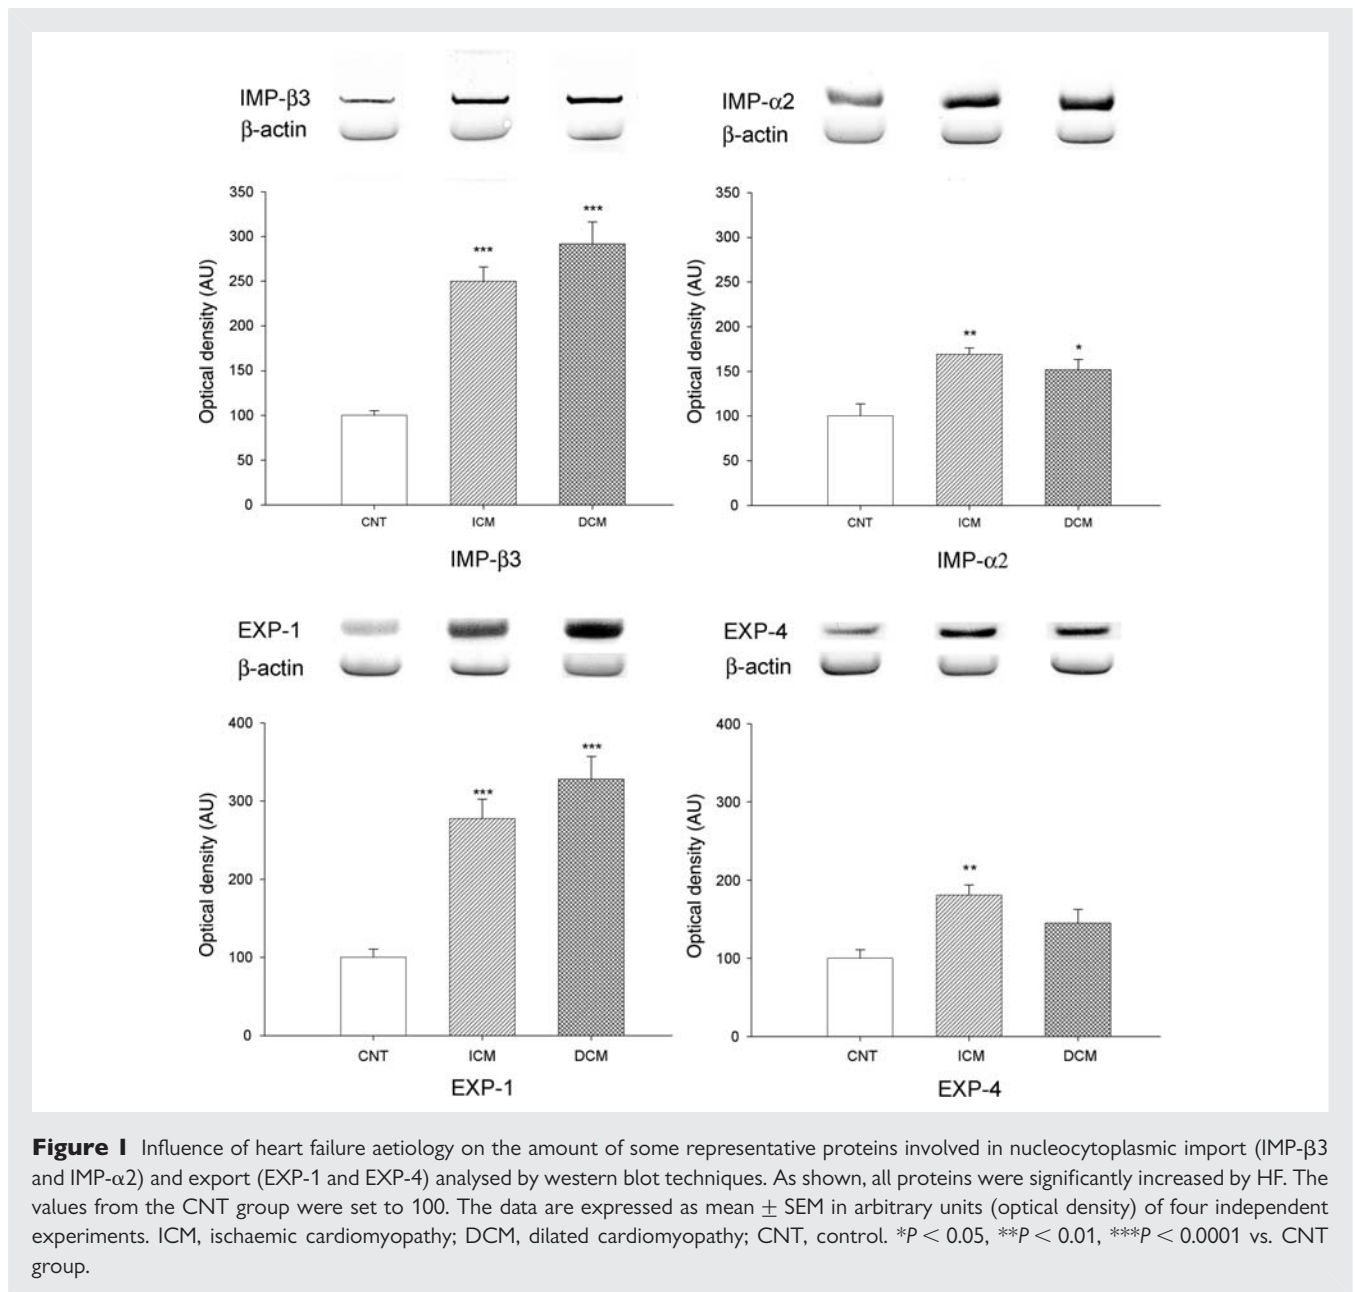 IMP-β3
β-actin
350
300
250
200
150
100
50
0
Optical density (AU)
***
***
CNT ICM DCM
IMP-β3
IMP-α2
β-actin
350
300
250
200
150
100
50
0
Optical density (AU)
**
*
CNT ICM DCM
IMP-α2
EXP-1
β-actin
400
300
200
100
0
Optical density (AU)
***
***
CNT ICM DCM
EXP-1
EXP-4
β-actin
400
300
200
100
0
Optical density (AU)
**
CNT ICM DCM
EXP-4
Figure 1 Influence of heart failure aetiology on the amount of some representative proteins involved in nucleocytoplasmic import (IMP-β3
and IMP-α2) and export (EXP-1 and EXP-4) analysed by western blot techniques. As shown, all proteins were significantly increased by HF. The
values from the CNT group were set to 100. The data are expressed as mean ± SEM in arbitrary units (optical density) of four independent
experiments. ICM, ischaemic cardiomyopathy; DCM, dilated cardiomyopathy; CNT, control. *P < 0.05, **P < 0.01, ***P < 0.0001 vs. CNT
group.